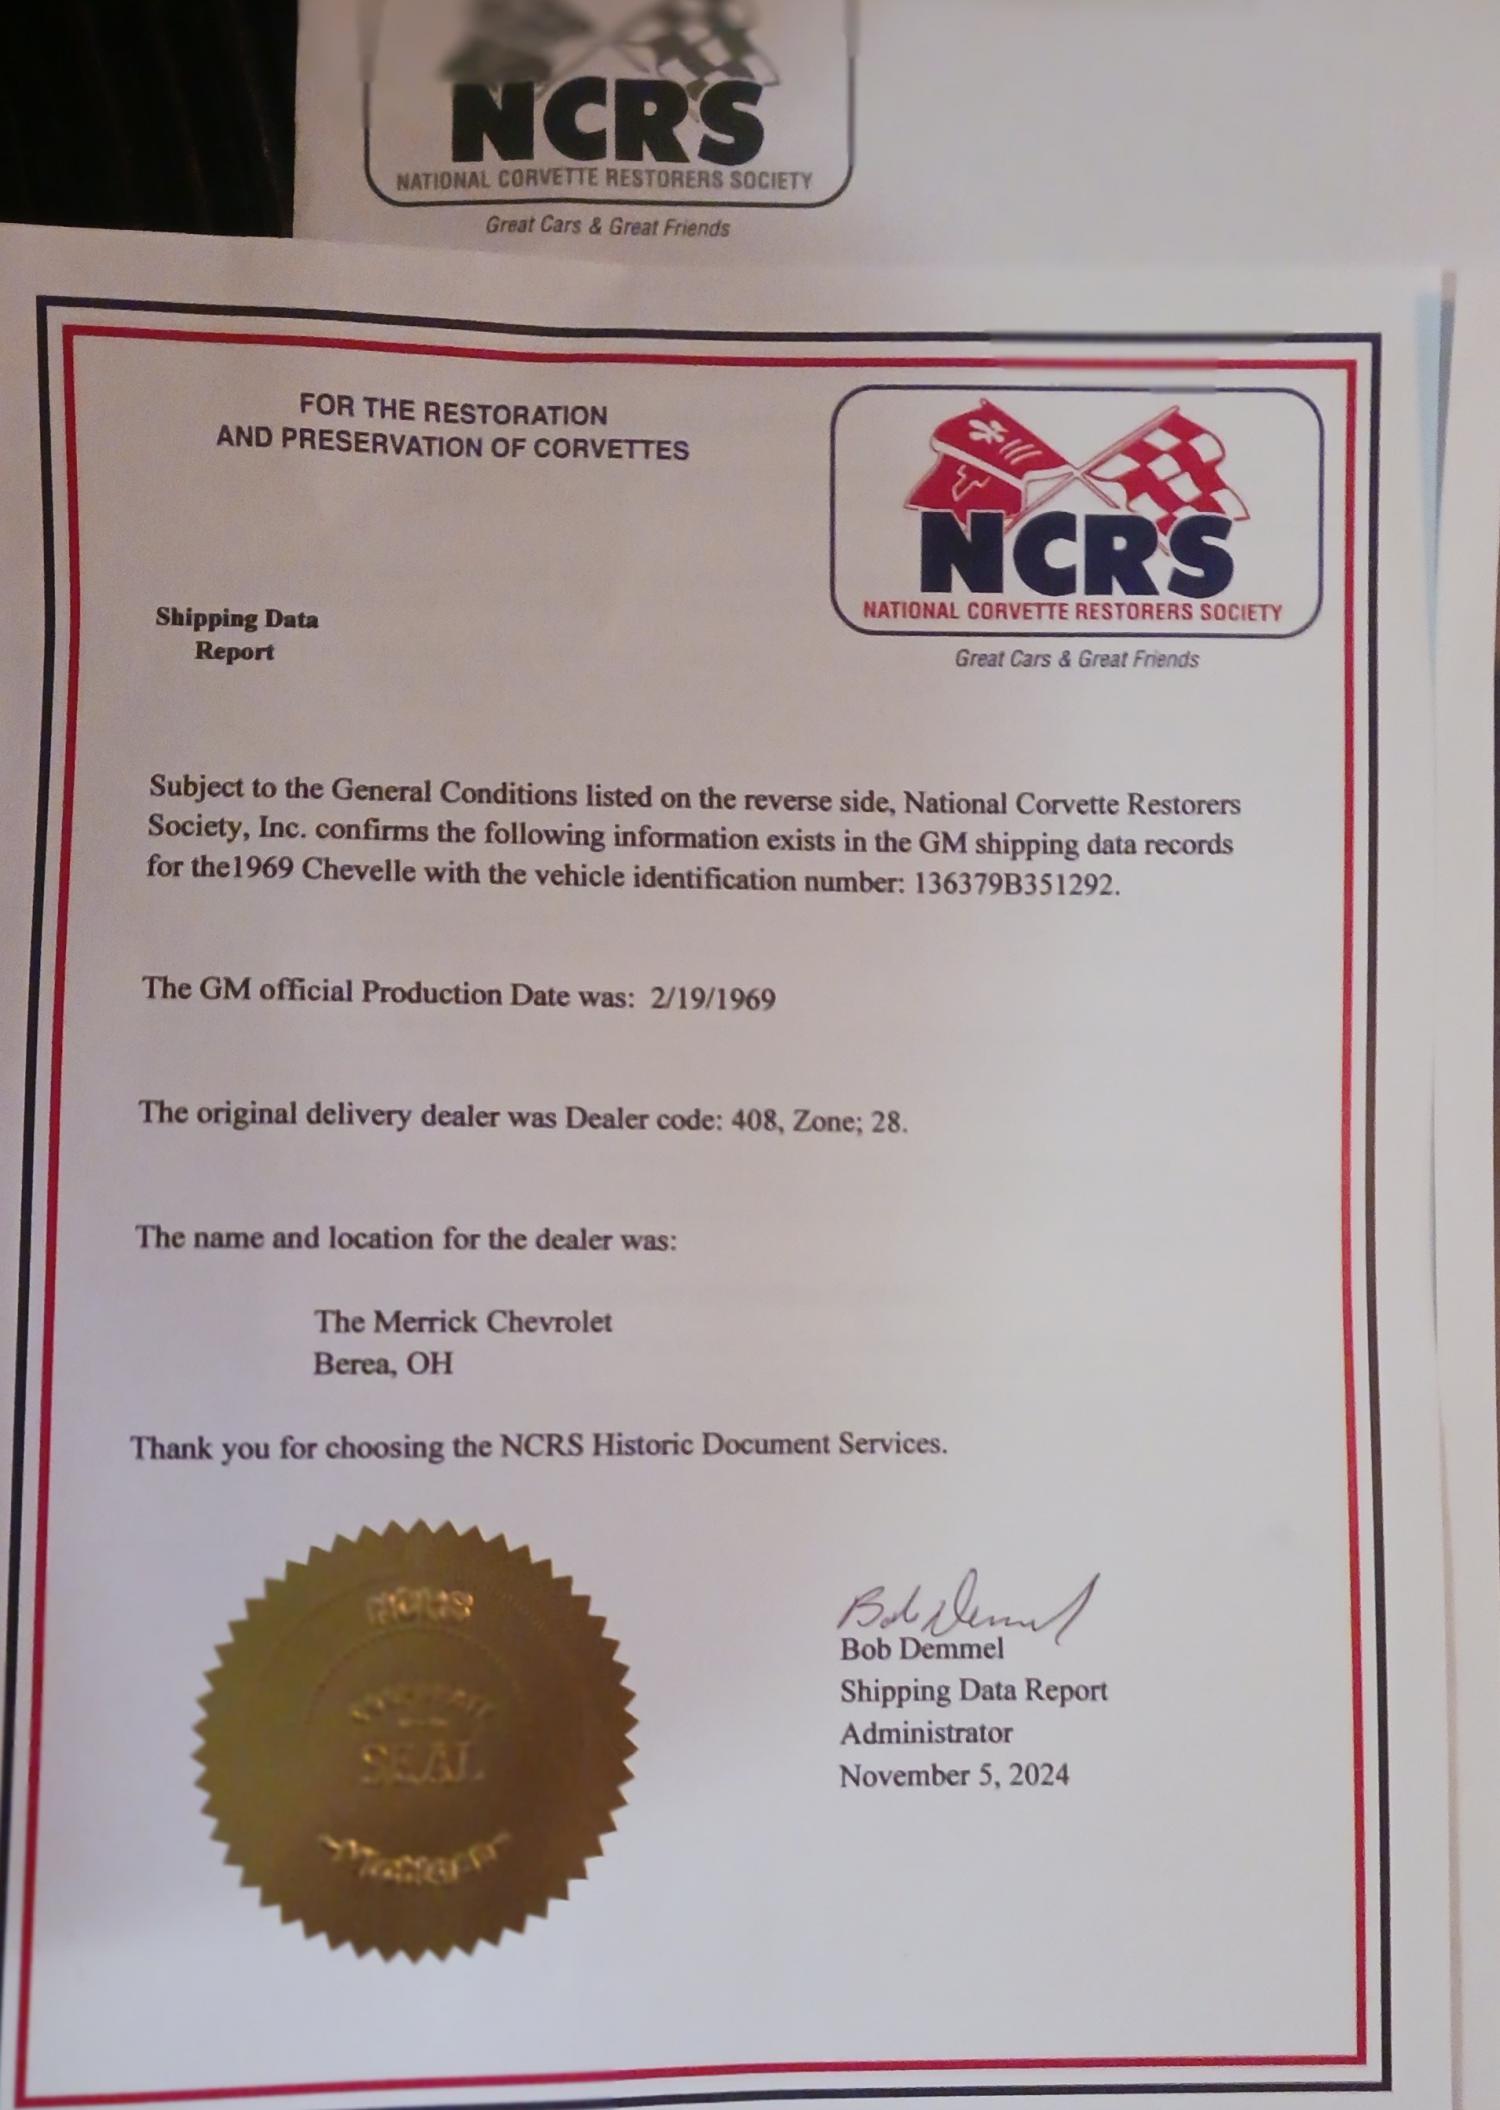 NCRS
NATIONAL CORVETTE RESTORERS SOCIETY
Great Cars & Great Friends
FOR THE RESTORATION
AND PRESERVATION OF CORVETTES
NCRS
NATIONAL CORVETTE RESTORERS SOCIETY
Great Cars & Great Friends
Shipping Data
Report
Subject to the General Conditions listed on the reverse side, National Corvette Restorers
Society, Inc. confirms the following information exists in the GM shipping data records
for the1969 Chevelle with the vehicle identification number: 136379B351292.
The GM official Production Date was: 2/19/1969
The original delivery dealer was Dealer code: 408, Zone; 28.
The name and location for the dealer was:
The Merrick Chevrolet
Berea, OH
Thank you for choosing the NCRS Historic Document Services.
NCRS
SEAL
Bob Demmel
Bob Demmel
Shipping Data Report
Administrator
November 5, 2024